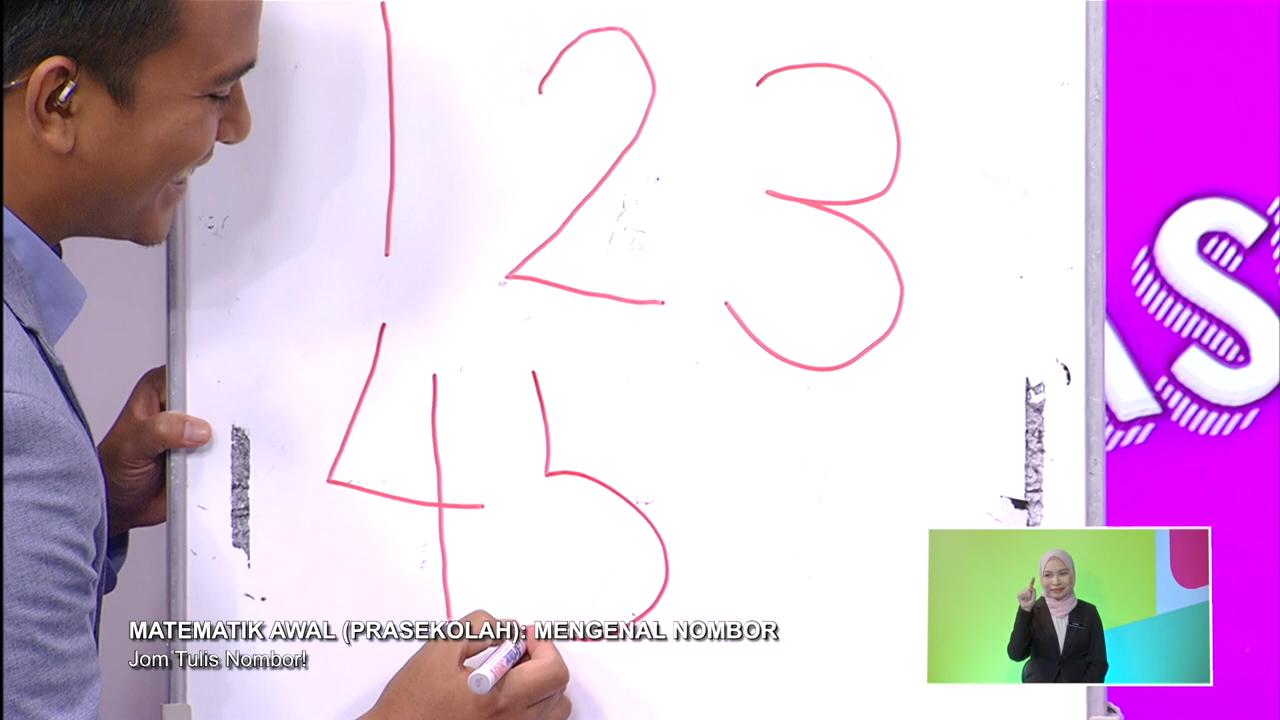 1 2 3
4 5
MATEMATIK AWAL (PRASEKOLAH): MENGENAL NOMBOR
Jom Tulis Nombor!